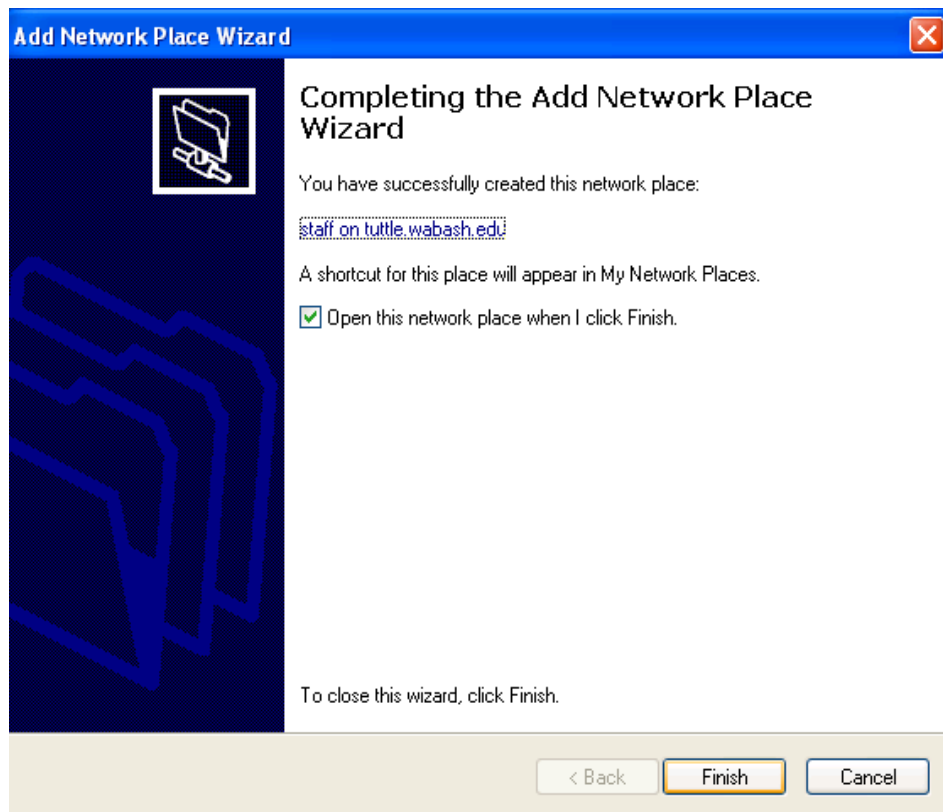 Add Network Place Wizard
Completing the Add Network Place
Wizard
You have successfully created this network place:
staff on tuttle.wabash.edu
A shortcut for this place will appear in My Network Places.
Open this network place when I click Finish.
To close this wizard, click Finish.
< Back Finish Cancel